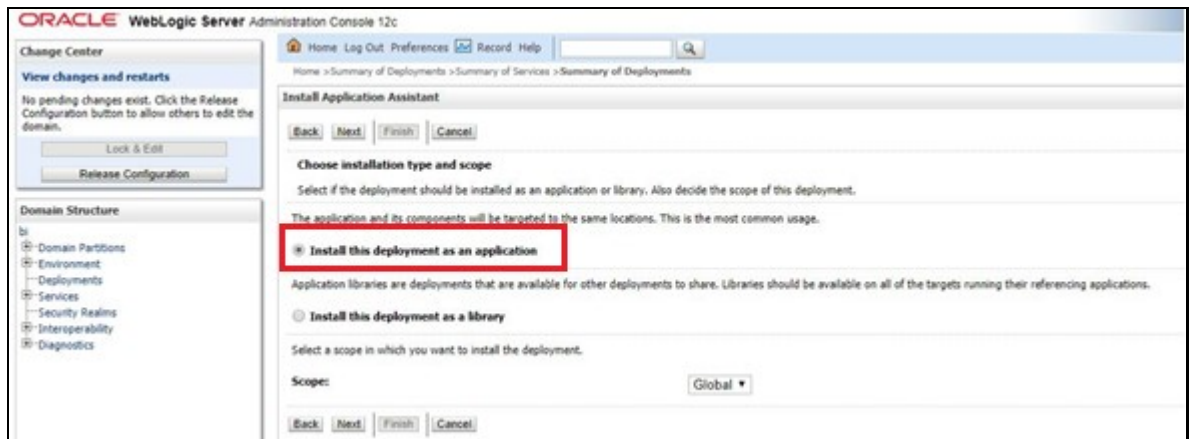 ORACLE WebLogic Server Administration Console 12c
Change Center
View changes and restarts
No pending changes exist. Click the Release
Configuration button to allow others to edit the
domain.
Lock & Edit
Release Configuration
Domain Structure
bi
Domain Partitions
Environment
Deployments
Services
Security Realms
Interoperability
Diagnostics
Home Log Out Preferences Record Help
Home >Summary of Deployments >Summary of Services >Summary of Deployments
Install Application Assistant
Back Next Finish Cancel
Choose installation type and scope
Select if the deployment should be installed as an application or library. Also decide the scope of this deployment.
The application and its components will be targeted to the same locations. This is the most common usage.
Install this deployment as an application
Application libraries are deployments that are available for other deployments to share. Libraries should be available on all of the targets running their referencing applications.
Install this deployment as a library
Select a scope in which you want to install the deployment.
Scope: Global
Back Next Finish Cancel